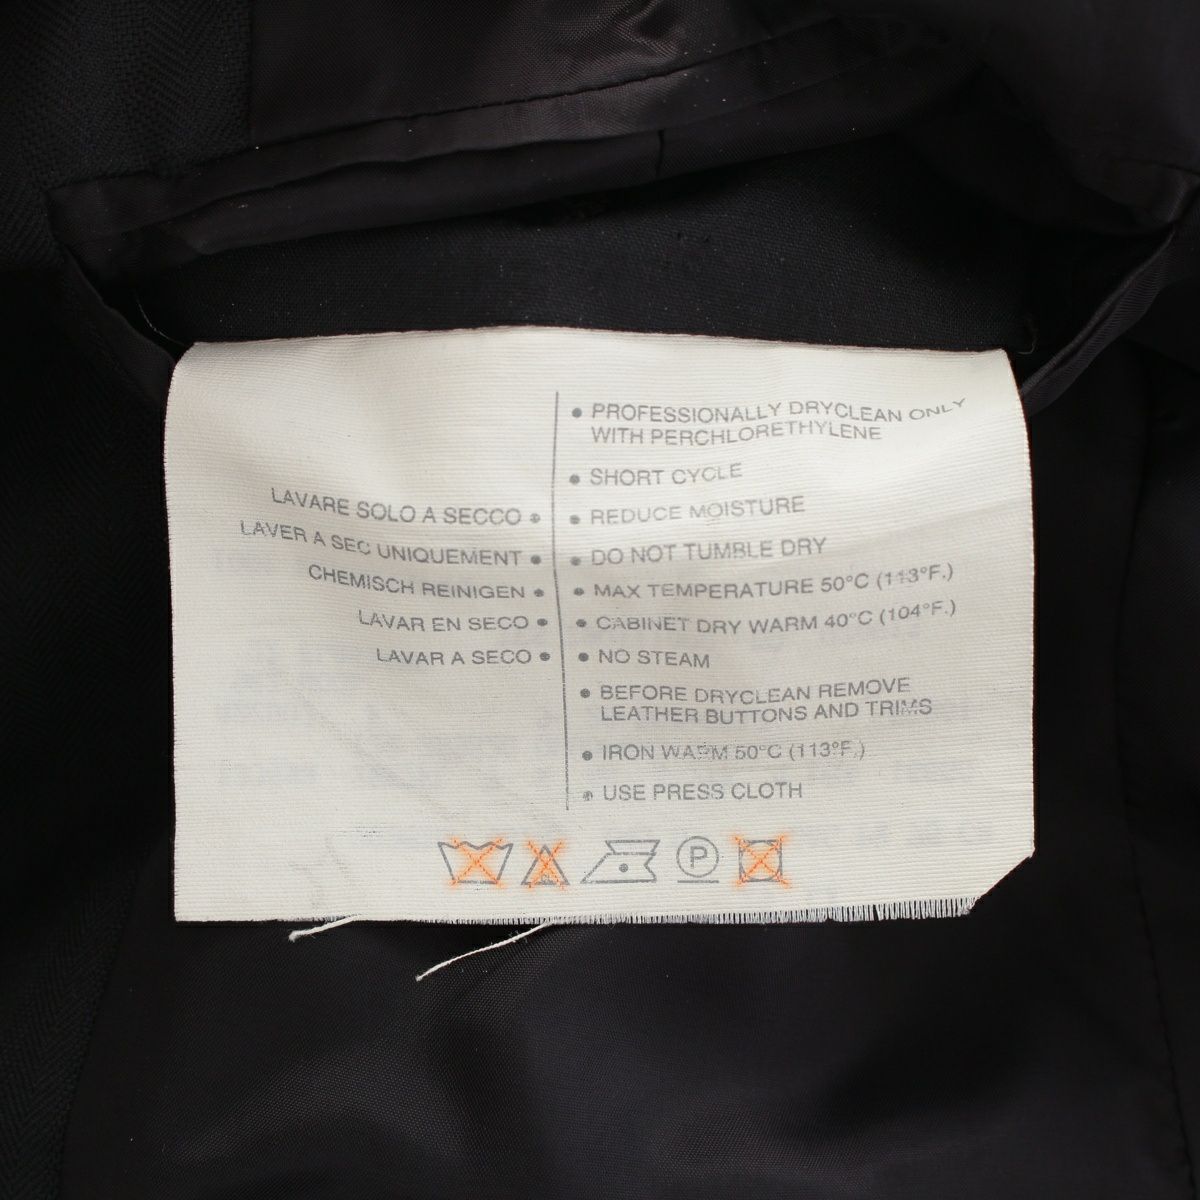 LAVARE SOLO A SECCO •
LAVER A SEC UNIQUEMENT •
CHEMISCH REINIGEN •
LAVAR EN SECO •
LAVAR A SECO •
• PROFESSIONALLY DRYCLEAN ONLY
WITH PERCHLORETHYLENE
• SHORT CYCLE
• REDUCE MOISTURE
• DO NOT TUMBLE DRY
• MAX TEMPERATURE 50°C (113°F.)
• CABINET DRY WARM 40°C (104°F.)
• NO STEAM
• BEFORE DRYCLEAN REMOVE
LEATHER BUTTONS AND TRIMS
• IRON WARM 50°C (113°F.)
• USE PRESS CLOTH
P